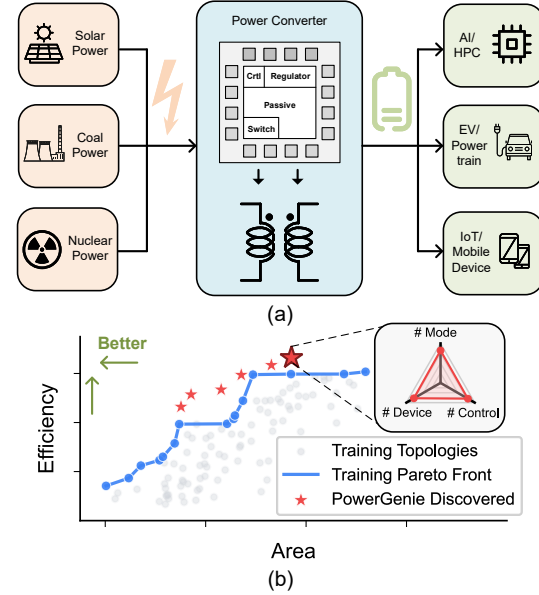 Solar
Power
Coal
Power
Nuclear
Power
Power Converter
Crtl
Regulator
Passive
Switch
AI/
HPC
EV/
Power
train
IoT/
Mobile
Device
(a)
Better
Efficiency
# Mode
# Device
# Control
Training Topologies
Training Pareto Front
PowerGenie Discovered
Area
(b)